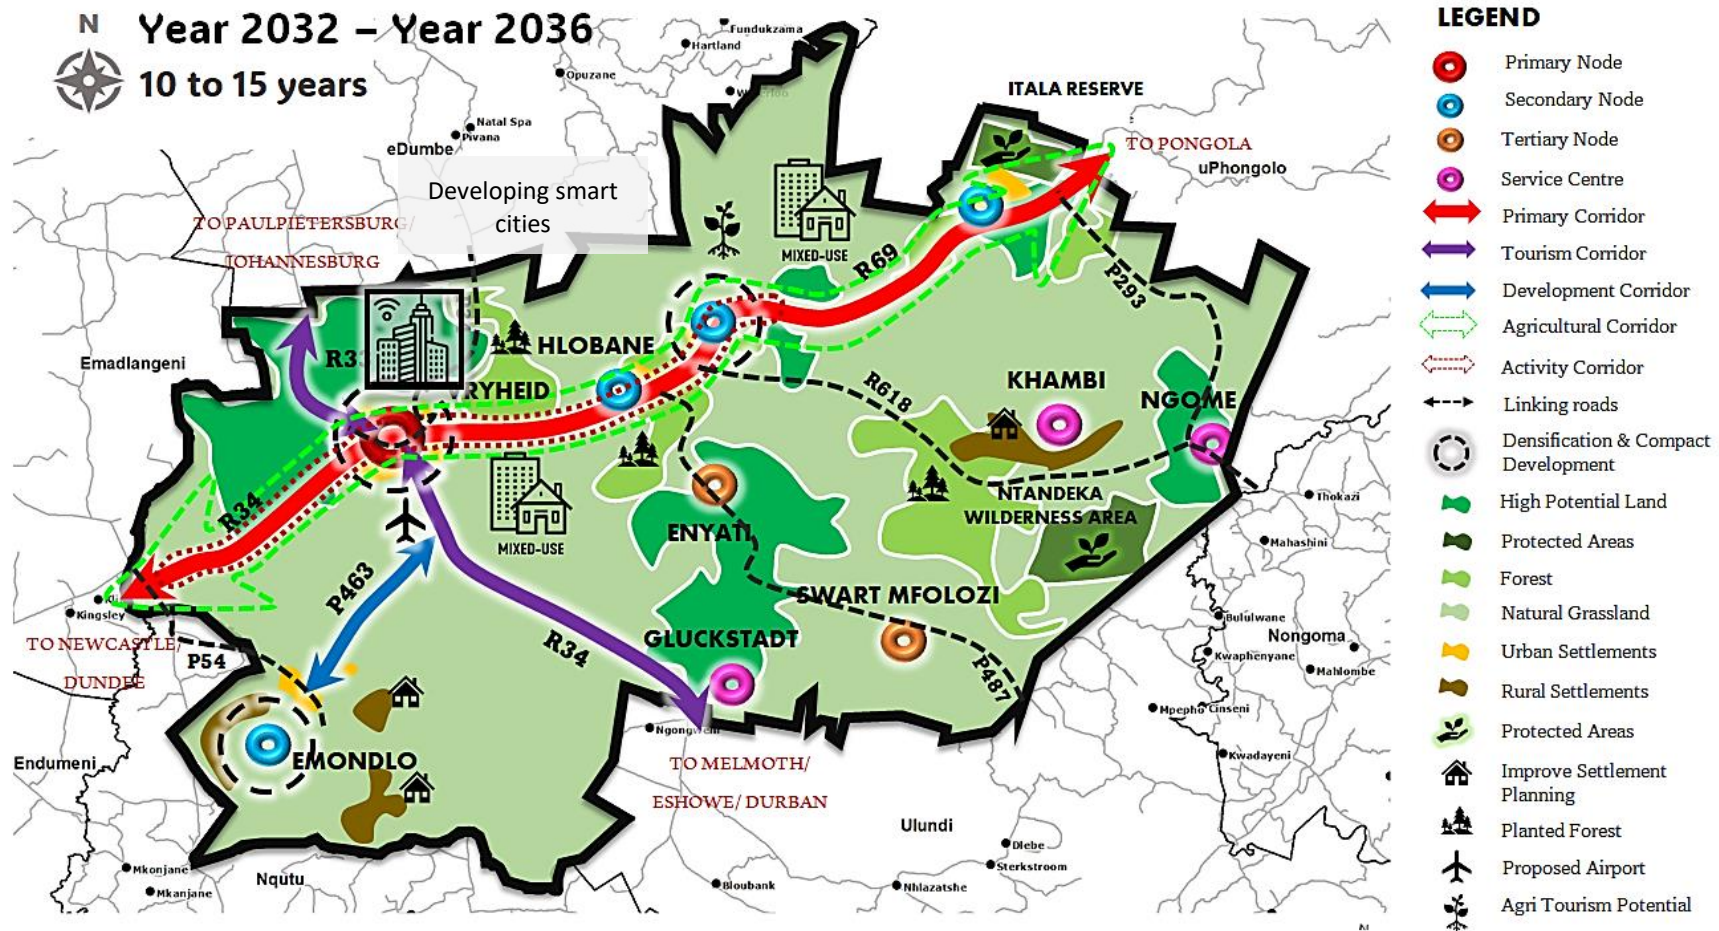 N
Year 2032 – Year 2036
10 to 15 years
Fundukzama
Hartland
Opuzane
Natal Spa
Pivana
eDumbe
Developing smart
cities
TO PAULPIETERSBURG/
JOHANNESBURG
ITALA RESERVE
TO PONGOLA
uPhongolo
MIXED-USE
R69
P293
Emadlangeni
HLOBANE
R618
KHAMBI
NGOME
R34
MIXED-USE
ENYATI
NTANDEKA
WILDERNESS AREA
Thokazi
Mahashini
P463
SWART MFOLOZI
Kingsley
TO NEWCASTLE/
DUNDEE
P54
R34
GLUCKSTADT
P487
Bululwane
Nongoma
Kwaphenyane
Mahlombe
Mpepho
Cinseni
Kwadayeni
Endumeni
EMONDLO
TO MELMOTH/
ESHOWE/ DURBAN
Ulundi
Dlebe
Sterkstroom
Mkonjane
Mkanjane
Nqutu
Bloubank
Nhlazatshe
LEGEND
Primary Node
Secondary Node
Tertiary Node
Service Centre
Primary Corridor
Tourism Corridor
Development Corridor
Agricultural Corridor
Activity Corridor
Linking roads
Densification & Compact
Development
High Potential Land
Protected Areas
Forest
Natural Grassland
Urban Settlements
Rural Settlements
Protected Areas
Improve Settlement
Planning
Planted Forest
Proposed Airport
Agri Tourism Potential